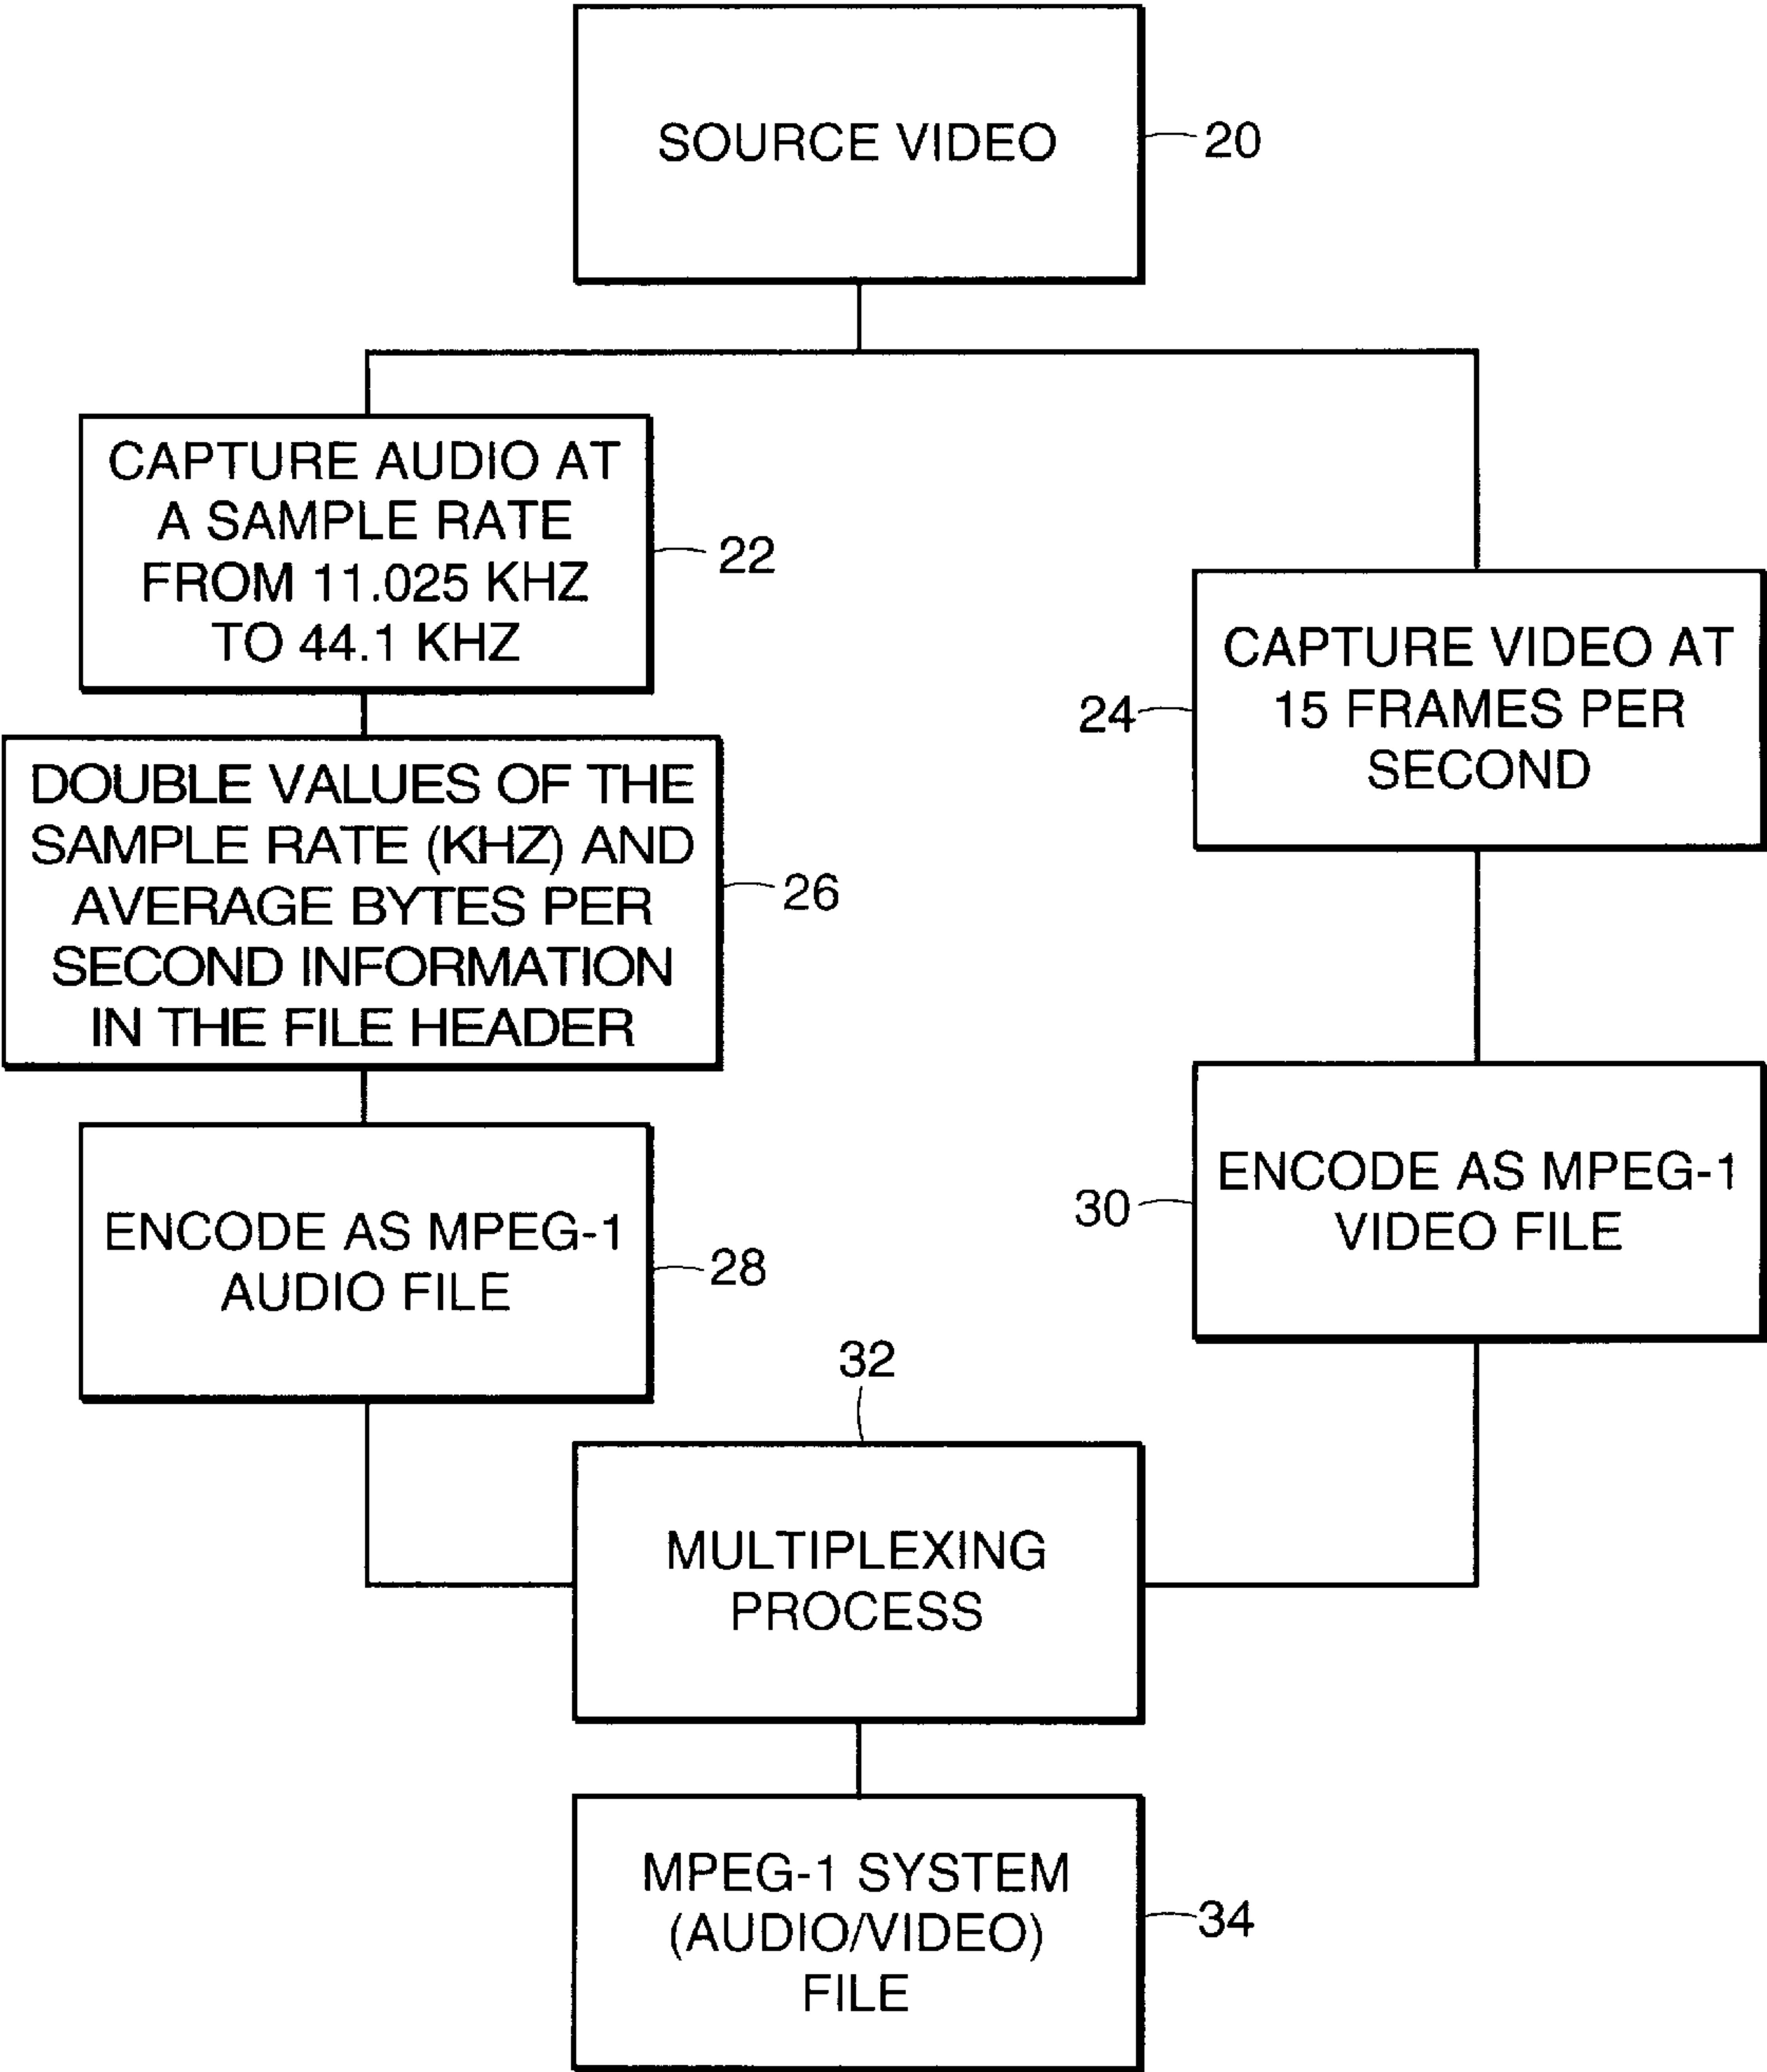 SOURCE VIDEO
20
CAPTURE AUDIO AT
A SAMPLE RATE
FROM 11.025 KHZ
TO 44.1 KHZ
22
CAPTURE VIDEO AT
15 FRAMES PER
SECOND
24
DOUBLE VALUES OF THE
SAMPLE RATE (KHZ) AND
AVERAGE BYTES PER
SECOND INFORMATION
IN THE FILE HEADER
26
ENCODE AS MPEG-1
AUDIO FILE
28
ENCODE AS MPEG-1
VIDEO FILE
30
32
MULTIPLEXING
PROCESS
MPEG-1 SYSTEM
(AUDIO/VIDEO)
FILE
34